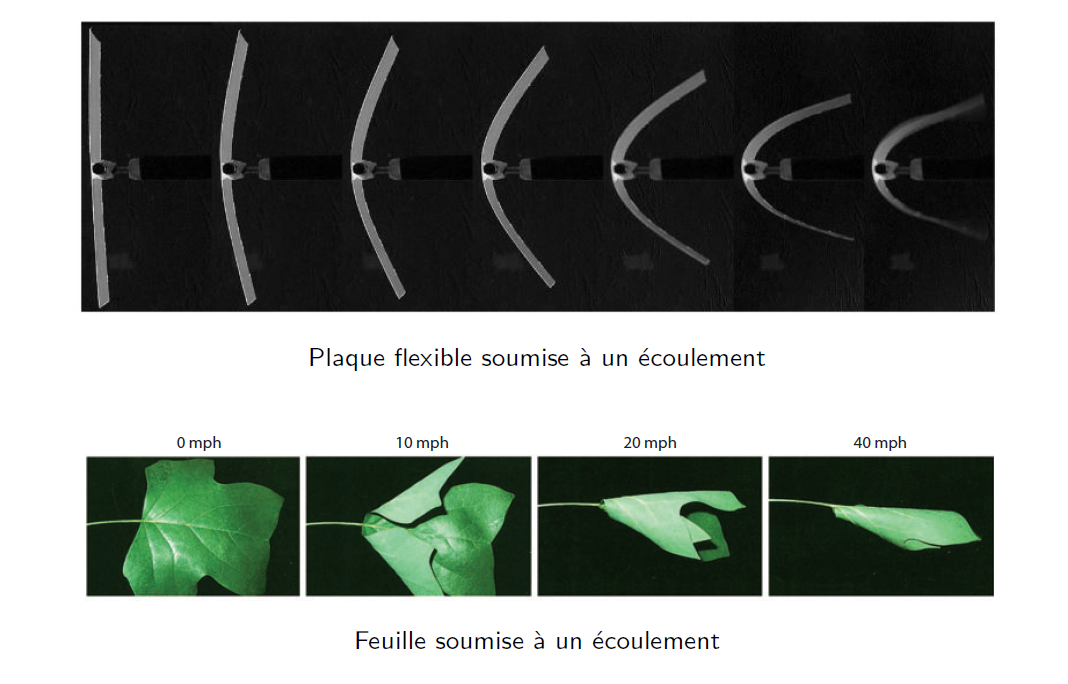 Plaque flexible soumise à un écoulement
0 mph
10 mph
20 mph
40 mph
Feuille soumise à un écoulement